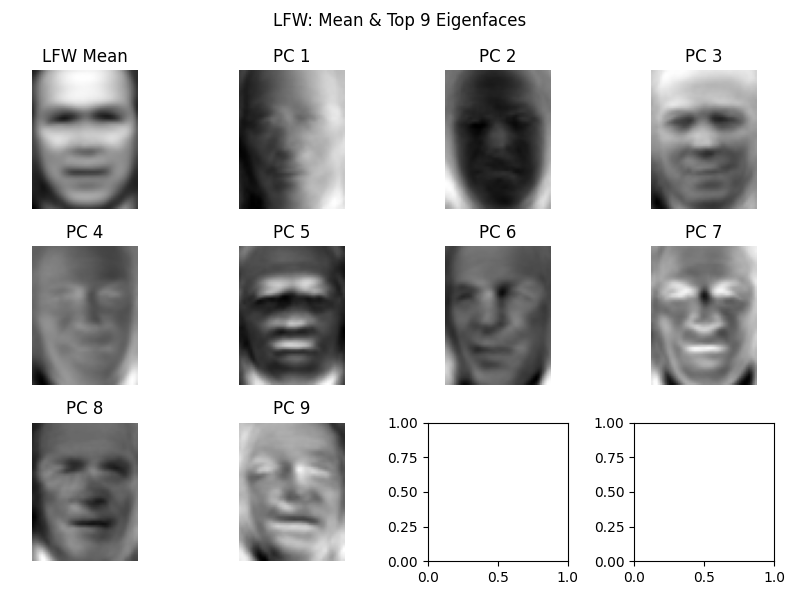 LFW: Mean & Top 9 Eigenfaces
LFW Mean
PC 1
PC 2
PC 3
PC 4
PC 5
PC 6
PC 7
PC 8
PC 9
1.00
0.75
0.50
0.25
0.00
0.0
0.5
1.0
1.00
0.75
0.50
0.25
0.00
0.0
0.5
1.0